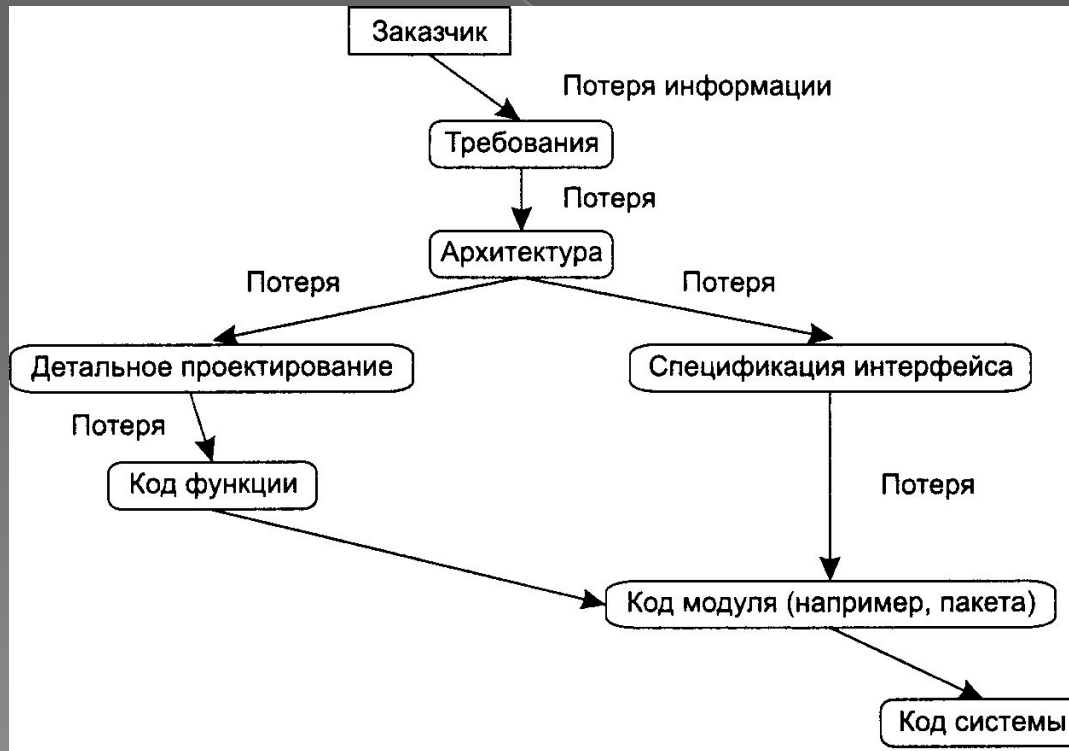 Заказчик
Потеря информации
Требования
Потеря
Архитектура
Потеря
Потеря
Детальное проектирование
Спецификация интерфейса
Потеря
Код функции
Потеря
Код модуля (например, пакета)
Код системы